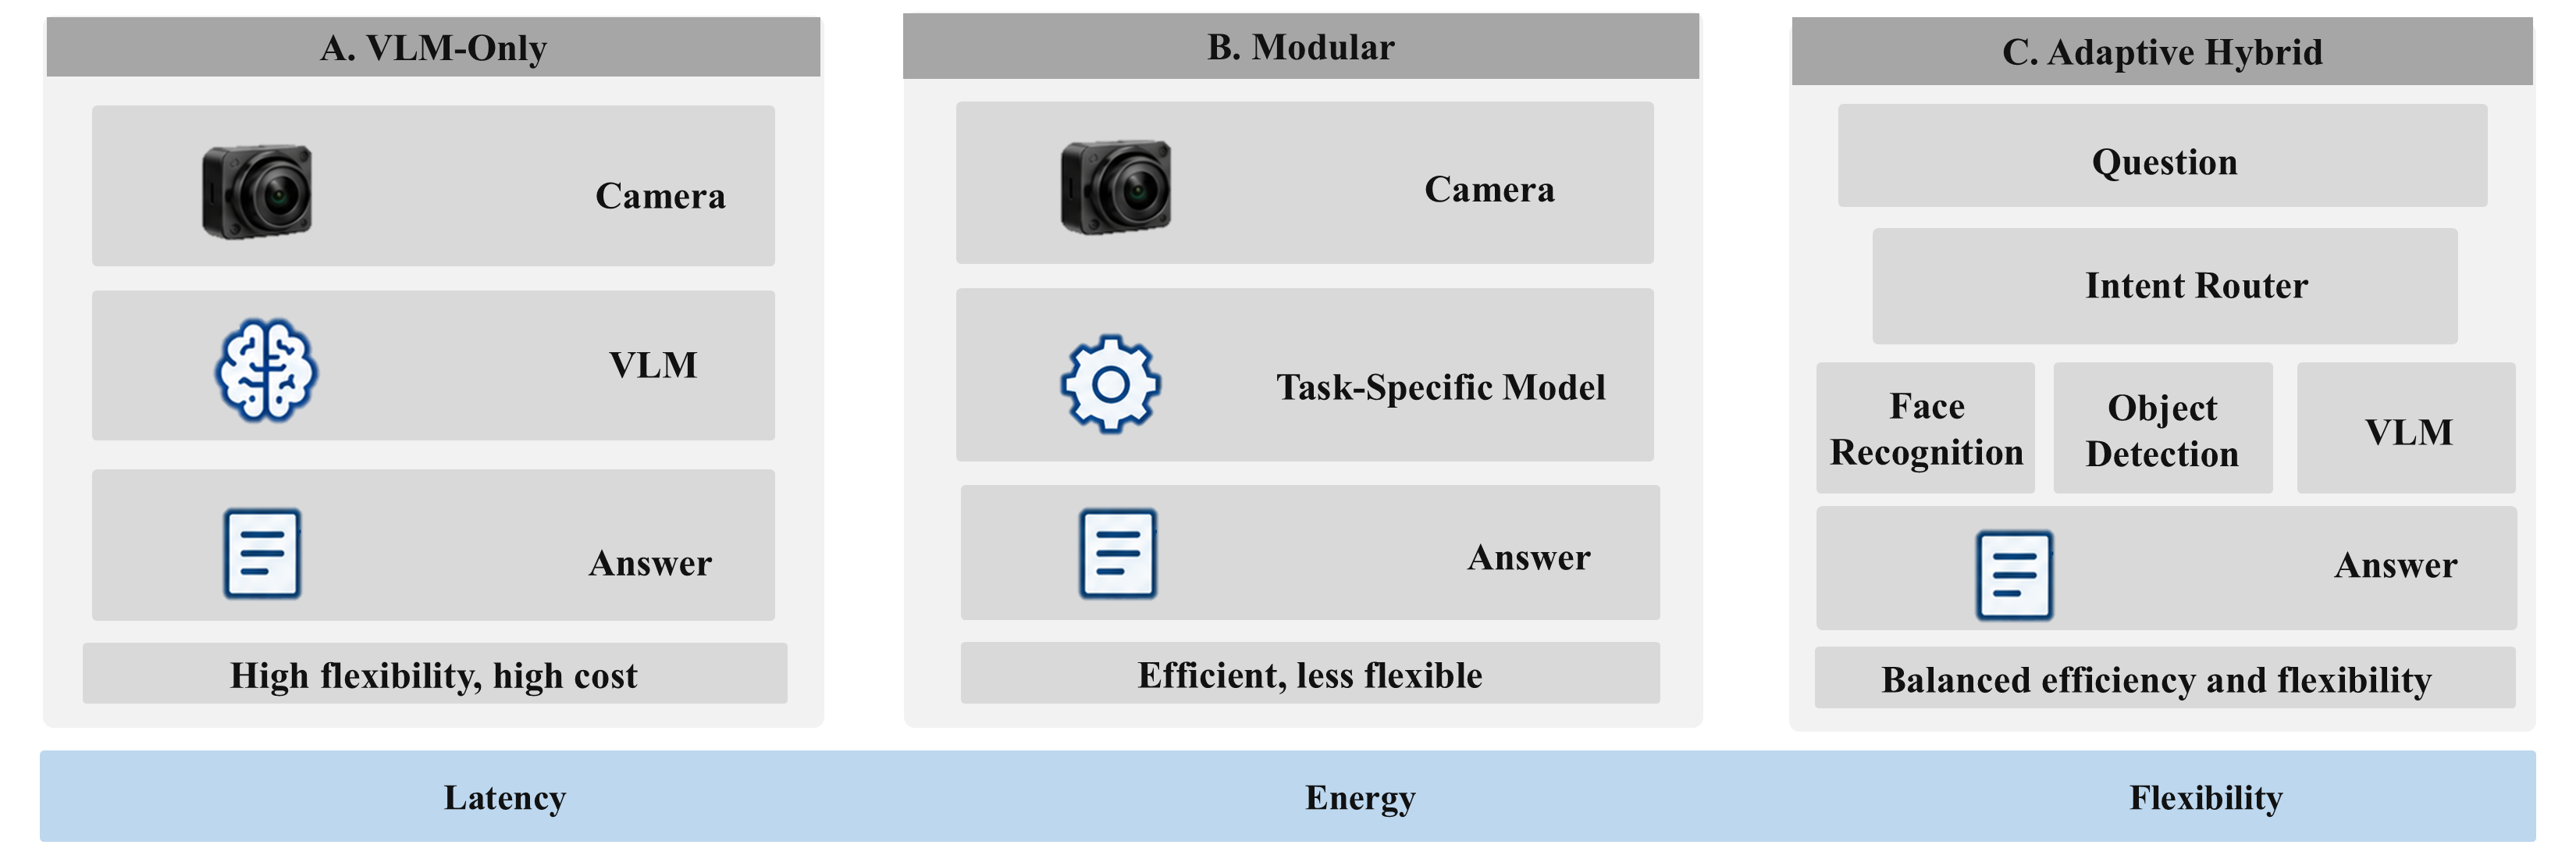 A. VLM-Only
Camera
VLM
Answer
High flexibility, high cost
B. Modular
Camera
Task-Specific Model
Answer
Efficient, less flexible
C. Adaptive Hybrid
Question
Intent Router
Face
Recognition
Object
Detection
VLM
Answer
Balanced efficiency and flexibility
Latency
Energy
Flexibility